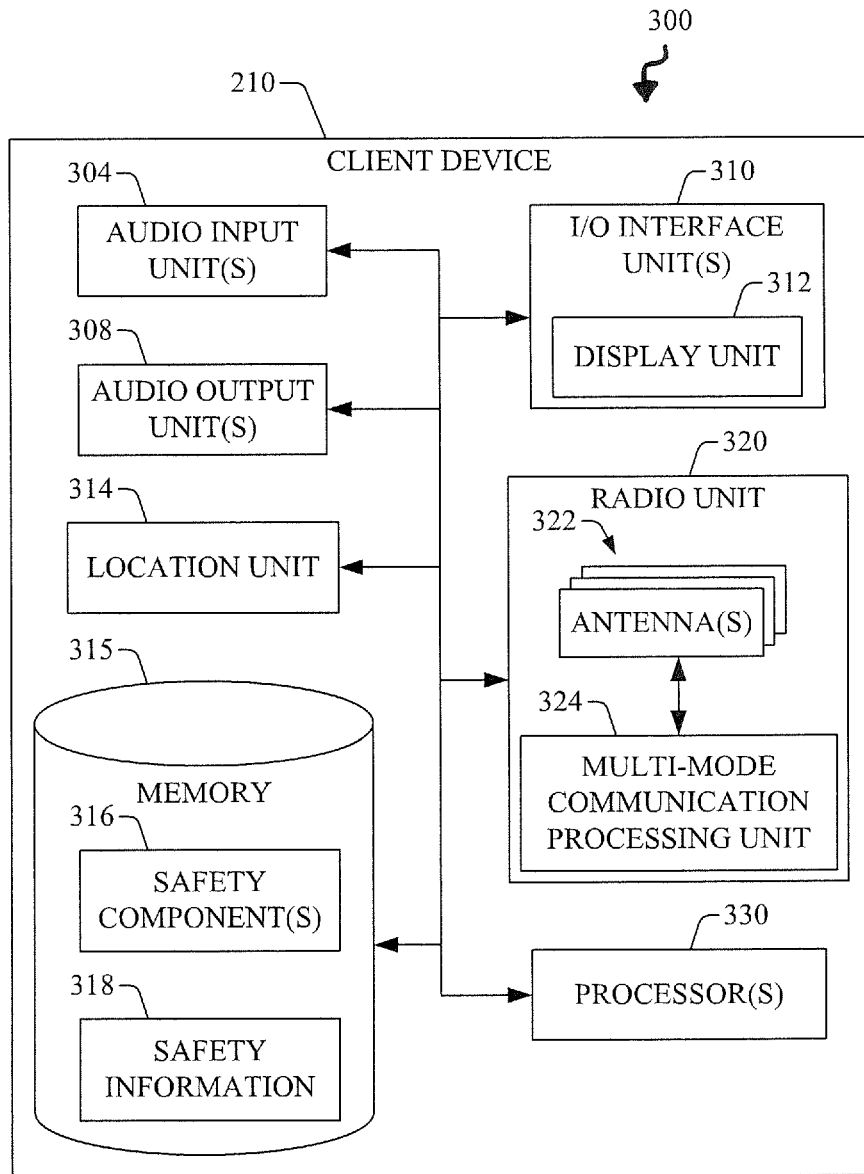 300
210
CLIENT DEVICE
304
AUDIO INPUT
UNIT(S)
308
AUDIO OUTPUT
UNIT(S)
314
LOCATION UNIT
315
MEMORY
316
SAFETY
COMPONENT(S)
318
SAFETY
INFORMATION
310
I/O INTERFACE
UNIT(S)
312
DISPLAY UNIT
320
RADIO UNIT
322
ANTENNA(S)
324
MULTI-MODE
COMMUNICATION
PROCESSING UNIT
330
PROCESSOR(S)